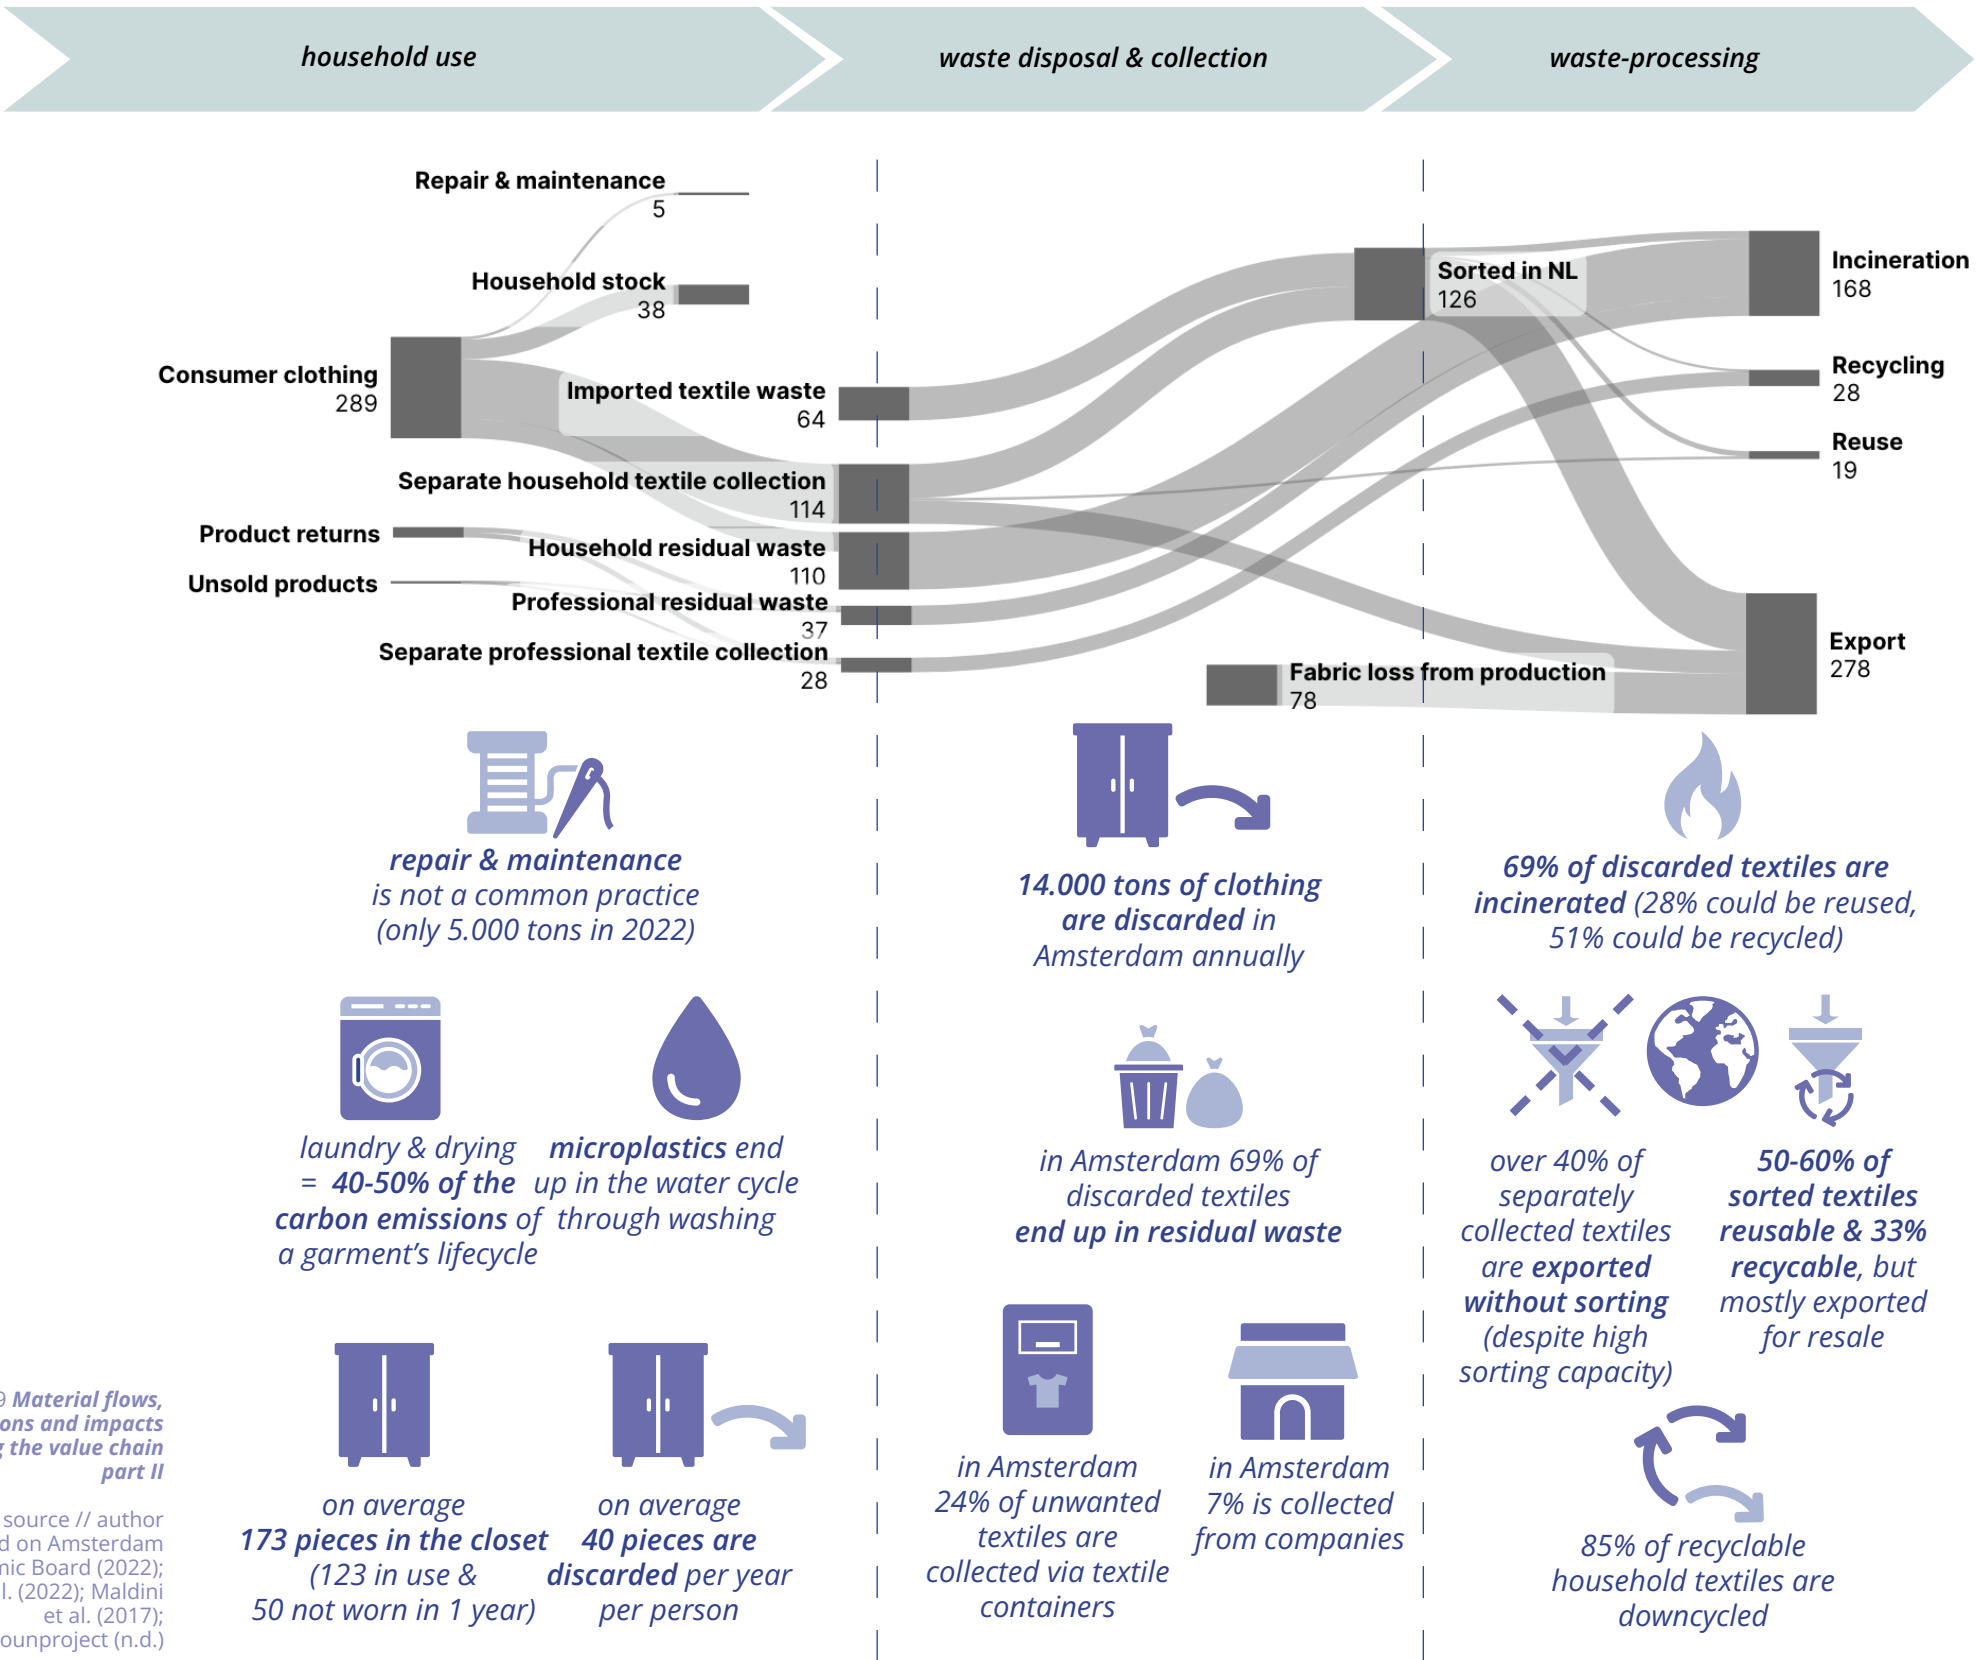 household use
waste disposal & collection
waste-processing
Repair & maintenance
5
Household stock
38
Consumer clothing
289
Imported textile waste
64
Separate household textile collection
114
Product returns
Household residual waste
110
Unsold products
Professional residual waste
37
Separate professional textile collection
28
Sorted in NL
126
Fabric loss from production
78
Incineration
168
Recycling
28
Reuse
19
Export
278
repair & maintenance
is not a common practice
(only 5.000 tons in 2022)
laundry & drying
= 40-50% of the
carbon emissions of
a garment's lifecycle
microplastics end
up in the water cycle
through washing
on average
173 pieces in the closet
(123 in use &
50 not worn in 1 year)
on average
40 pieces are
discarded per year
per person
14.000 tons of clothing
are discarded in
Amsterdam annually
in Amsterdam 69% of
discarded textiles
end up in residual waste
in Amsterdam
24% of unwanted
textiles are
collected via textile
containers
in Amsterdam
7% is collected
from companies
69% of discarded textiles are
incinerated (28% could be reused,
51% could be recycled)
over 40% of
separately
collected textiles
are exported
without sorting
(despite high
sorting capacity)
50-60% of
sorted textiles
reusable & 33%
recycable, but
mostly exported
for resale
85% of recyclable
household textiles are
downcycled
9 Material flows,
ons and impacts
the value chain
part II
source // author
on Amsterdam
Board (2022);
(2022); Maldini
et al. (2017);
ounproject (n.d.)